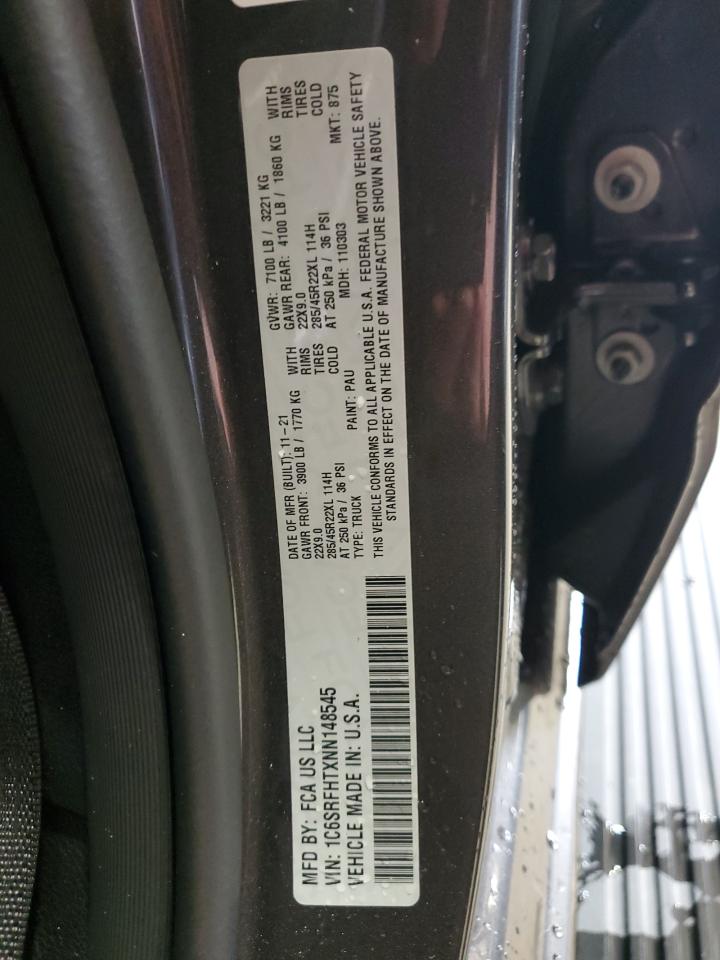 MFD BY: FCA US LLC
VIN: 1C6SRFHTXNN148545
VEHICLE MADE IN: U.S.A.
DATE OF MFR (BUILT): 11-21
GAWR FRONT: 3900 LB / 1770 KG
22X9.0
285/45R22XL 114H
AT 250 kPa / 36 PSI
TYPE: TRUCK
WITH
RIMS
TIRES
COLD
PAINT: PAU
GVWR: 7100 LB / 3221 KG
GAWR REAR: 4100 LB / 1860 KG
22X9.0
285/45R22XL 114H
AT 250 kPa / 36 PSI
MDH: 110303
WITH
RIMS
TIRES
COLD
MKT: 875
THIS VEHICLE CONFORMS TO ALL APPLICABLE U.S.A. FEDERAL MOTOR VEHICLE SAFETY
STANDARDS IN EFFECT ON THE DATE OF MANUFACTURE SHOWN ABOVE.